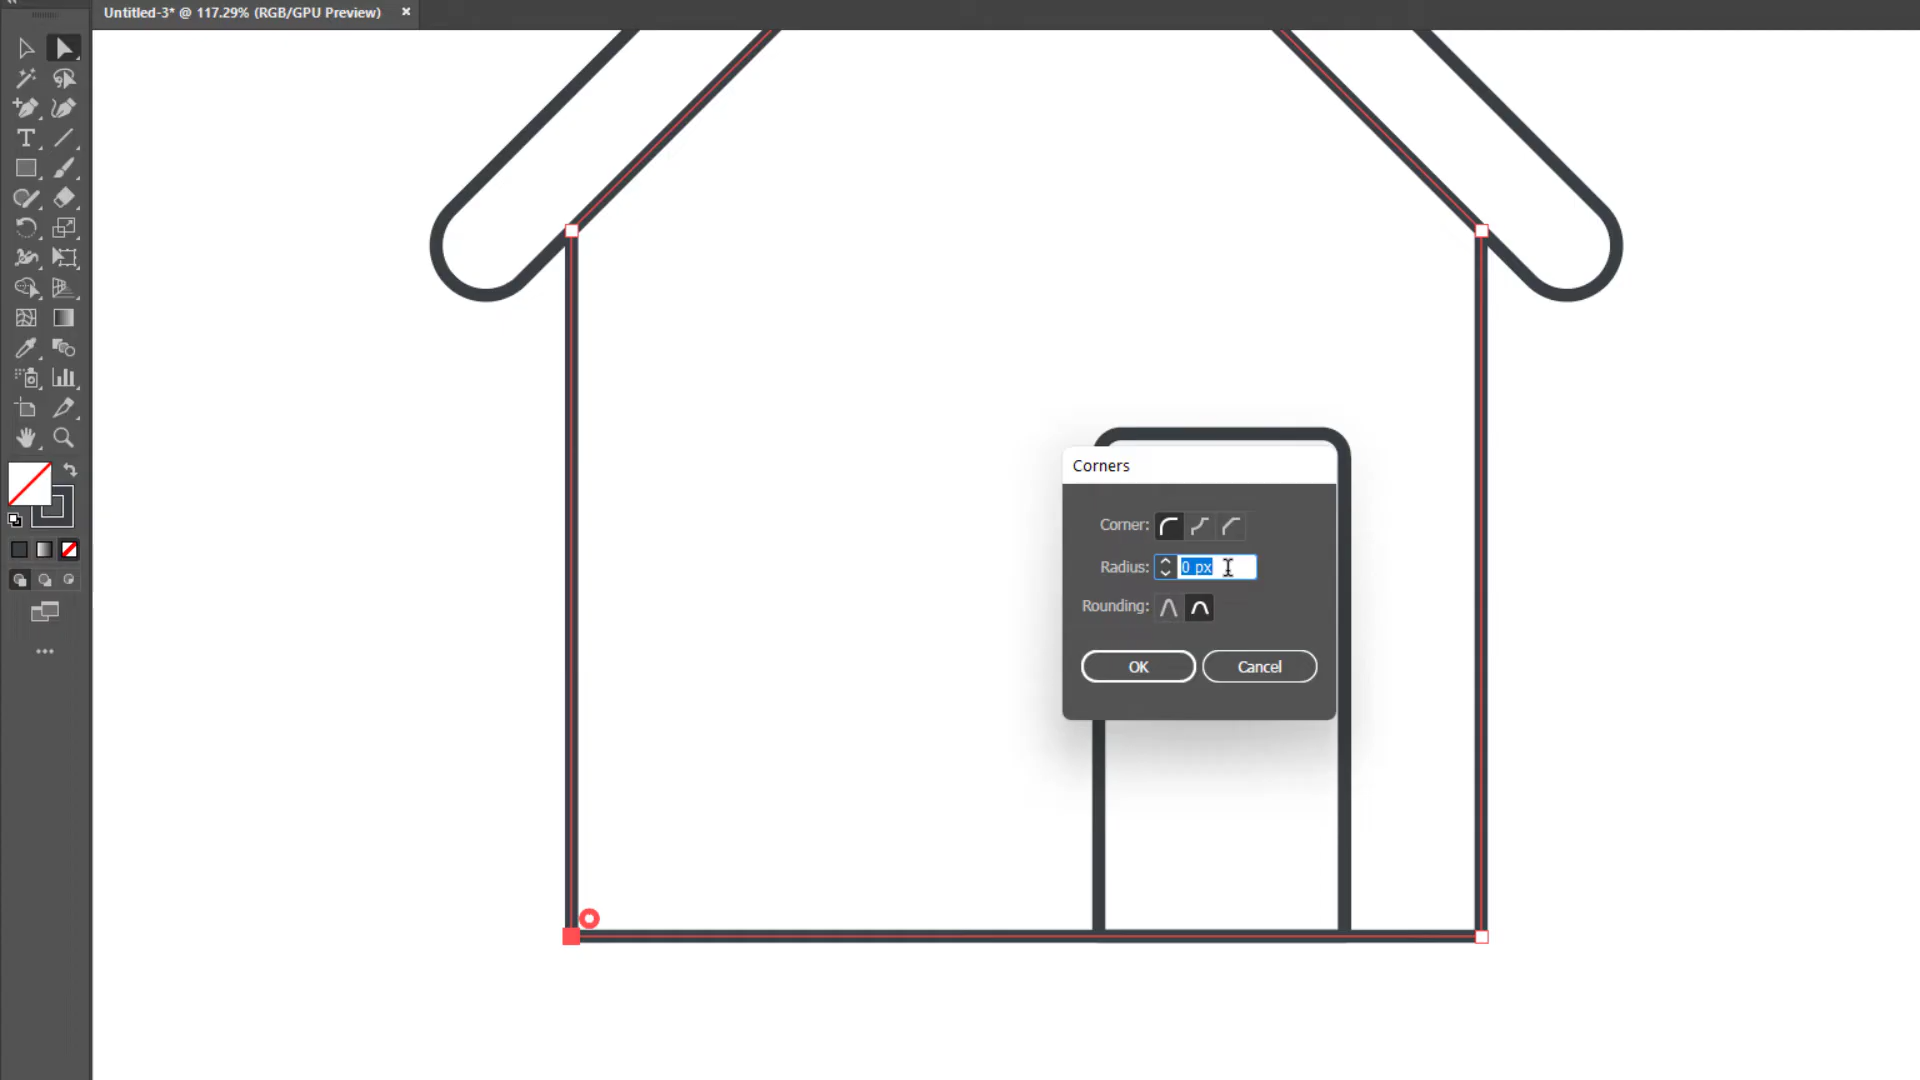 Untitled-3* @ 117.29% (RGB/GPU Preview) ×
Corners
Corner:
Radius: 0 px
Rounding:
OK Cancel